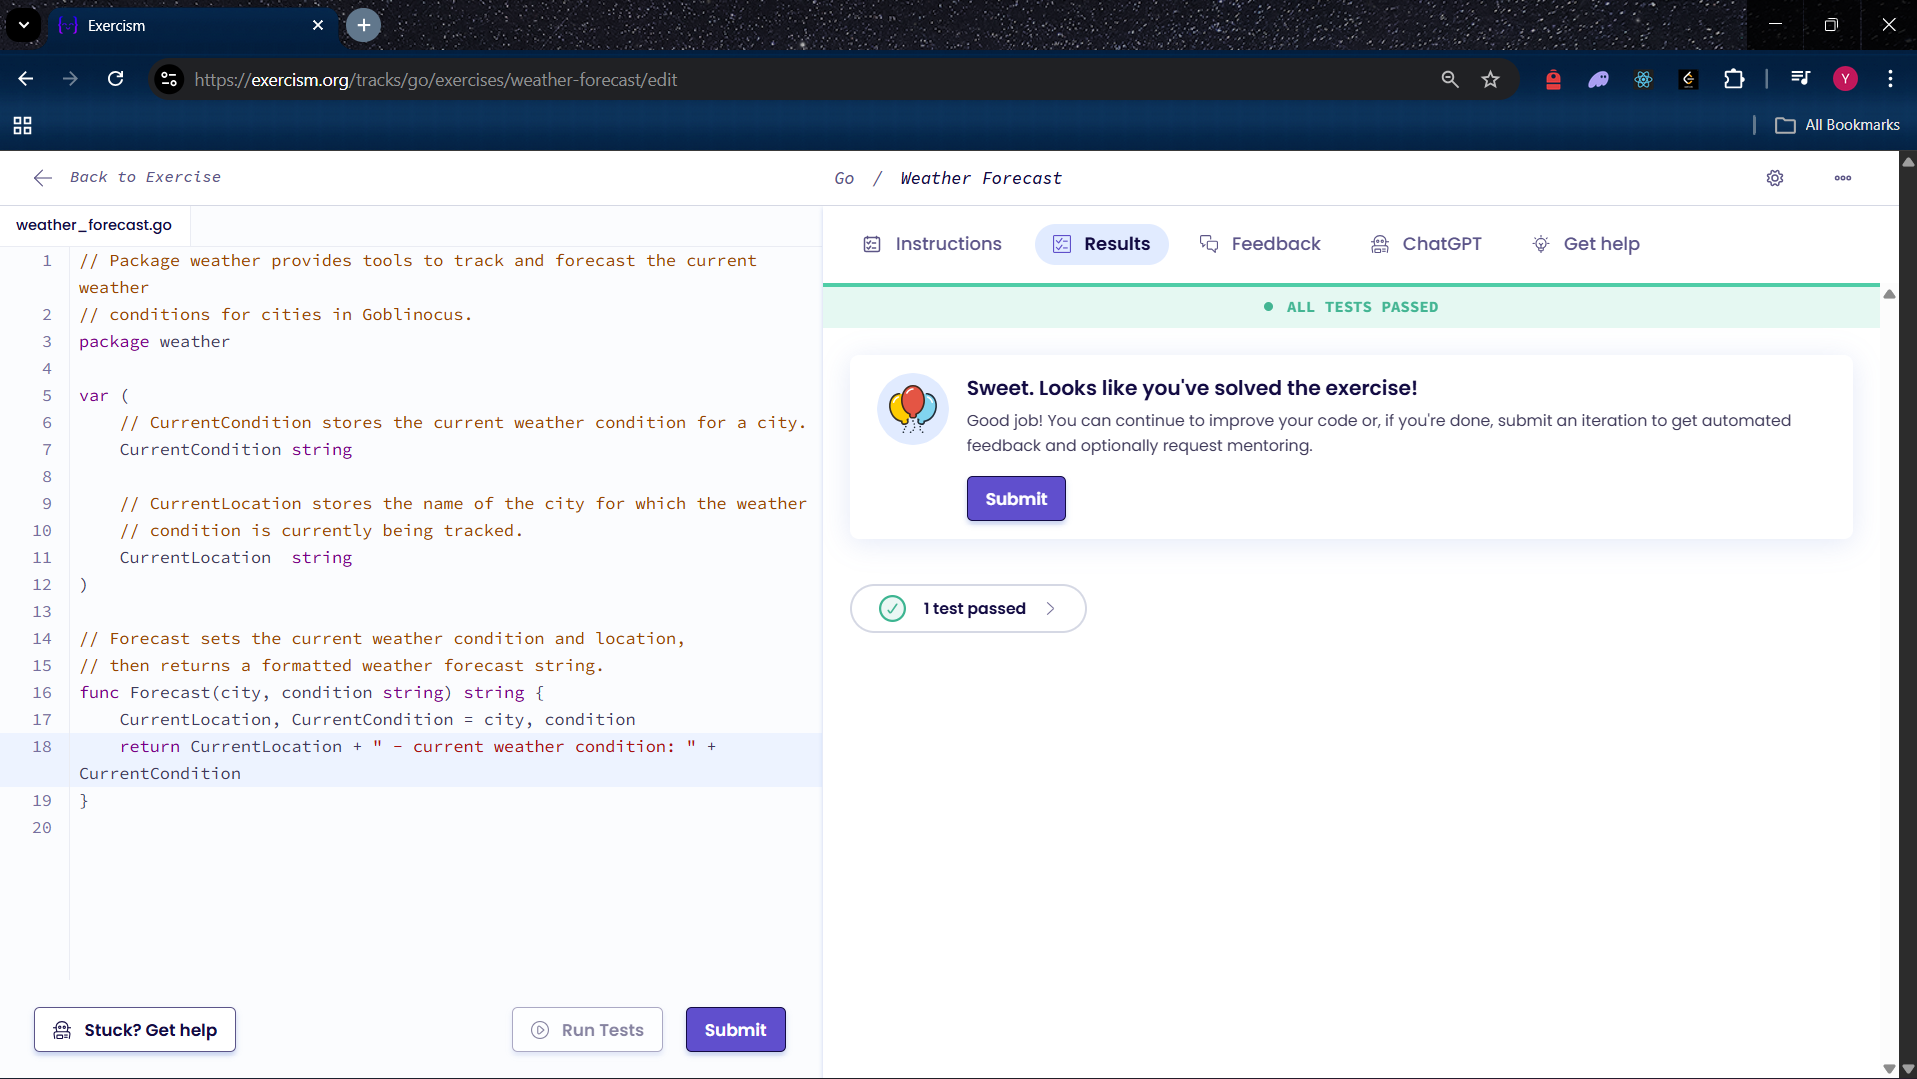 Exercism
https://exercism.org/tracks/go/exercises/weather-forecast/edit
Y
All Bookmarks
Back to Exercise
Go / Weather Forecast
weather_forecast.go
Instructions
Results
Feedback
ChatGPT
Get help
1 // Package weather provides tools to track and forecast the current
weather
2 // conditions for cities in Goblinocus.
3 package weather
4
5 var (
6 // CurrentCondition stores the current weather condition for a city.
7 CurrentCondition string
8
9 // CurrentLocation stores the name of the city for which the weather
10 // condition is currently being tracked.
11 CurrentLocation  string
12 )
13
14 // Forecast sets the current weather condition and location,
15 // then returns a formatted weather forecast string.
16 func Forecast(city, condition string) string {
17 CurrentLocation, CurrentCondition = city, condition
18 return CurrentLocation + " - current weather condition: " +
CurrentCondition
19 }
20
Stuck? Get help
Run Tests
Submit
ALL TESTS PASSED
Sweet. Looks like you've solved the exercise!
Good job! You can continue to improve your code or, if you're done, submit an iteration to get automated
feedback and optionally request mentoring.
Submit
1 test passed